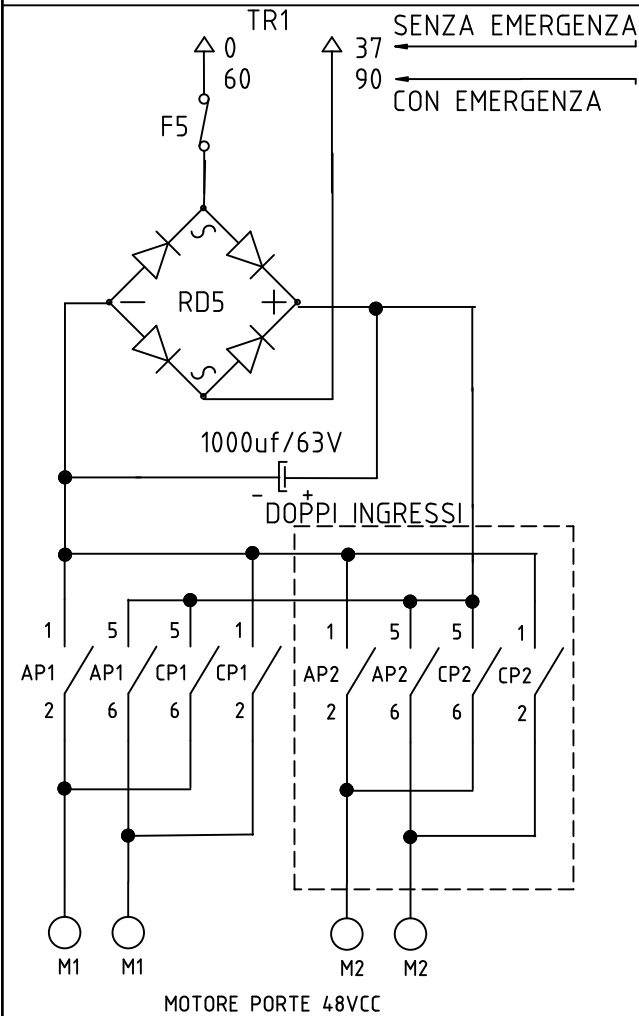 TR1
SENZA EMERGENZA
0
37
60
90
CON EMERGENZA
F5
RD5
1000uf/63V
- +
DOPPI INGRESSI
1 5 5 1 1 5 5 1
AP1 AP1 CP1 CP1 AP2 AP2 CP2 CP2
2 6 6 2 2 6 6 2
M1 M1 M2 M2
MOTORE PORTE 48VCC